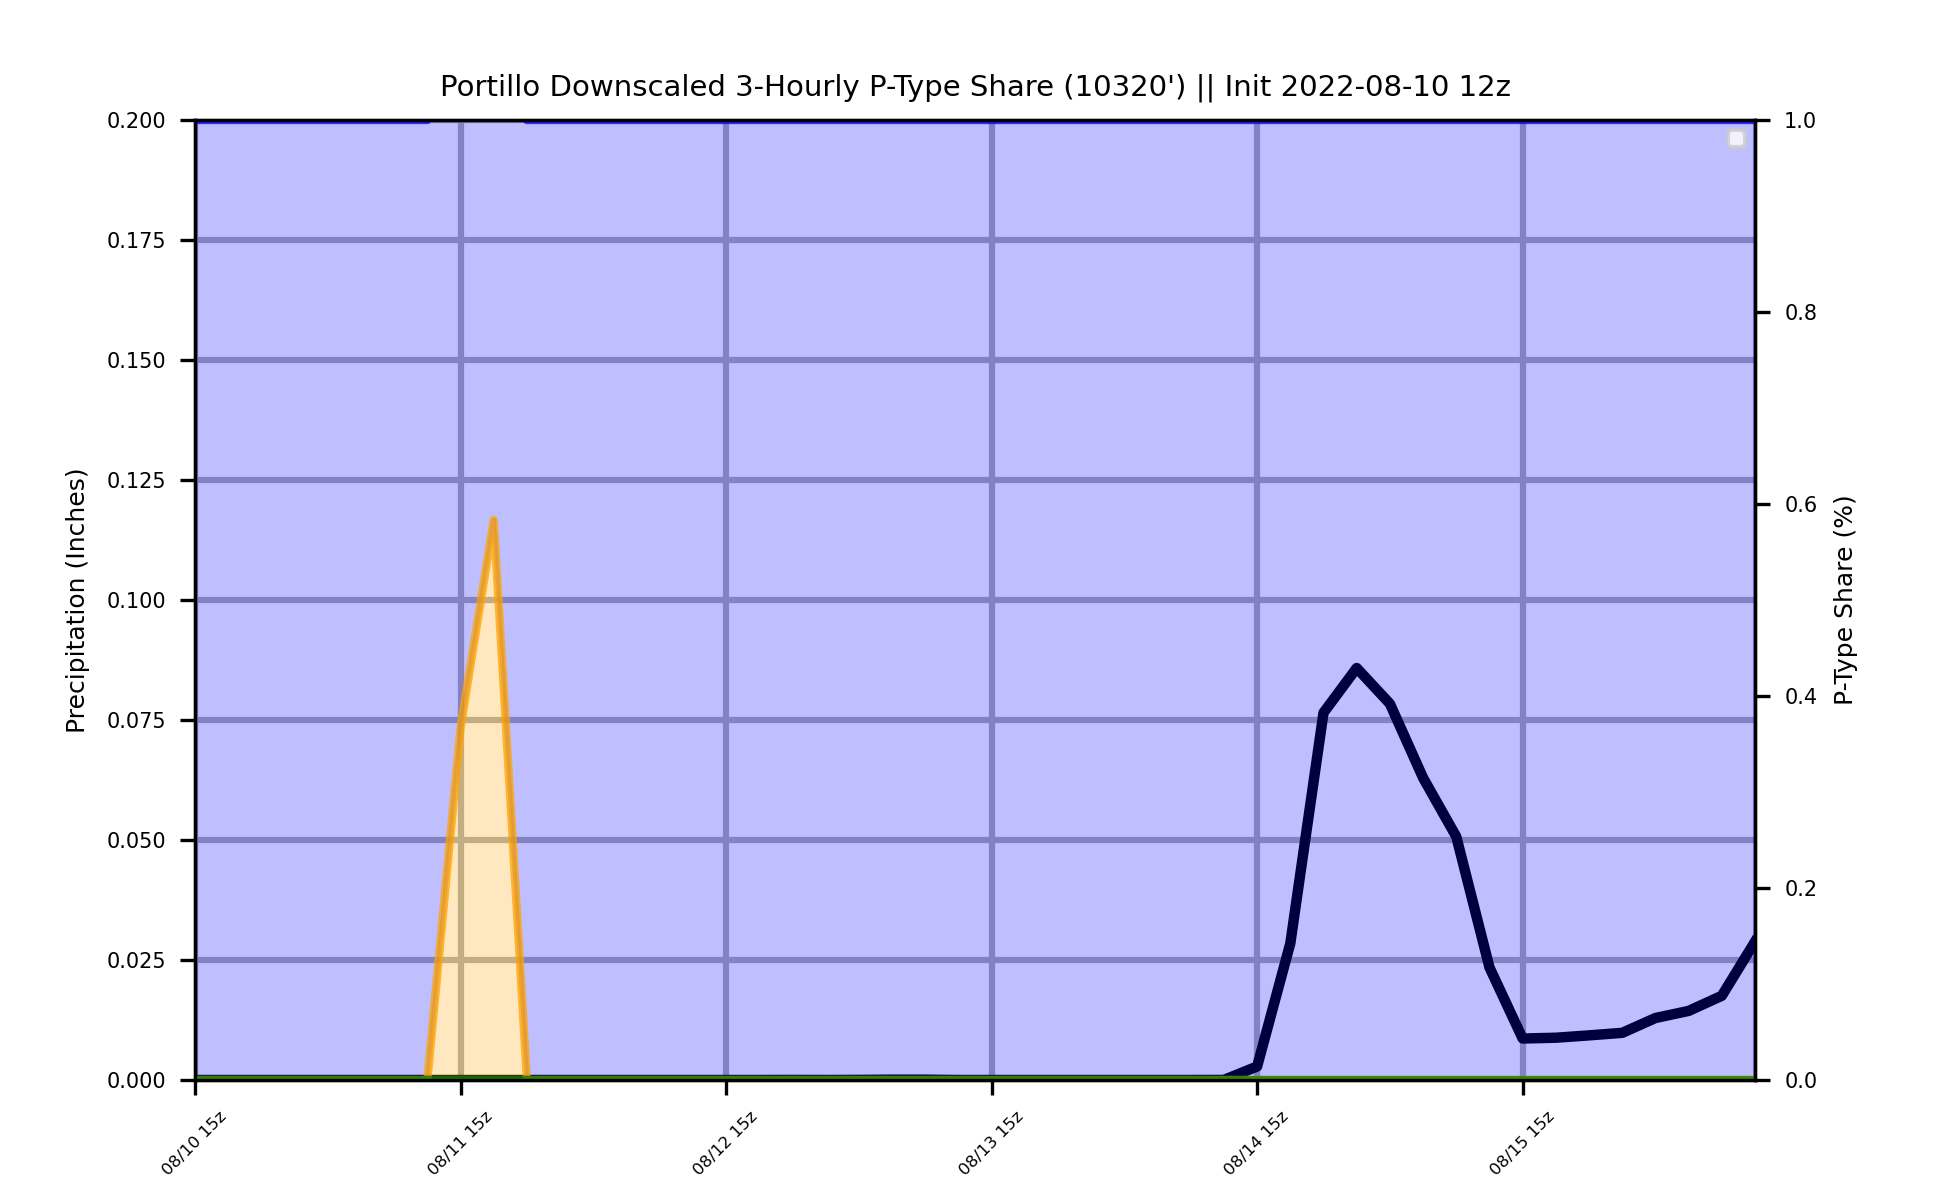 Portillo Downscaled 3-Hourly P-Type Share (10320') || Init 2022-08-10 12z
0.200
0.175
0.150
0.125
0.100
0.075
0.050
0.025
0.000
Precipitation (Inches)
1.0
0.8
0.6
0.4
0.2
0.0
P-Type Share (%)
08/10 15z
08/11 15z
08/12 15z
08/13 15z
08/14 15z
08/15 15z